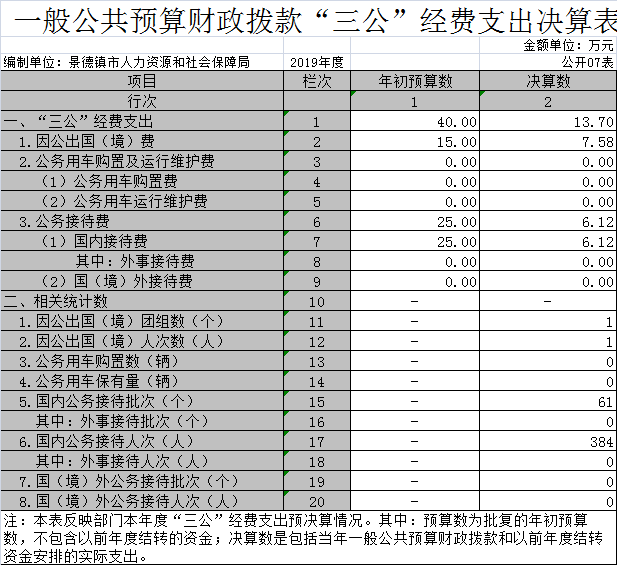 一般公共预算财政拨款“三公”经费支出决算表
金额单位：万元
编制单位：景德镇市人力资源和社会保障局 2019年度 公开07表
项目 栏次 年初预算数 决算数
行次 1 2
一、“三公”经费支出 1 40.00 13.70
1.因公出国（境）费 2 15.00 7.58
2.公务用车购置及运行维护费 3 0.00 0.00
（1）公务用车购置费 4 0.00 0.00
（2）公务用车运行维护费 5 0.00 0.00
3.公务接待费 6 25.00 6.12
（1）国内接待费 7 25.00 6.12
其中：外事接待费 8 0.00 0.00
（2）国（境）外接待费 9 0.00 0.00
二、相关统计数 10 - -
1.因公出国（境）团组数（个） 11 - 1
2.因公出国（境）人次数（人） 12 - 1
3.公务用车购置数（辆） 13 - 0
4.公务用车保有量（辆） 14 - 0
5.国内公务接待批次（个） 15 - 61
其中：外事接待批次（个） 16 - 0
6.国内公务接待人次（人） 17 - 384
其中：外事接待人次（人） 18 - 0
7.国（境）外公务接待批次（个） 19 - 0
8.国（境）外公务接待人次（人） 20 - 0
注：本表反映部门本年度“三公”经费支出预决算情况。其中：预算数为批复的年初预算
数，不包含以前年度结转的资金；决算数是包括当年一般公共预算财政拨款和以前年度结转
资金安排的实际支出。